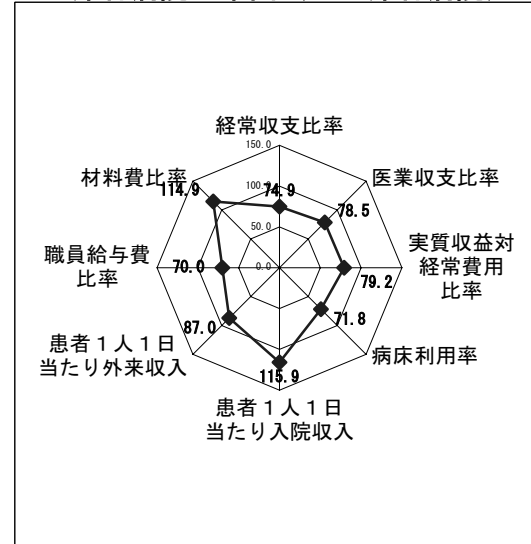 経常収支比率
150.0
材料費比率
114.9
100.0
74.9
医業収支比率
78.5
50.0
職員給与費
比率
70.0
0.0
実質収益対
経常費用
比率
79.2
87.0
71.8
患者１人１日
当たり外来収入
病床利用率
115.9
患者１人１日
当たり入院収入